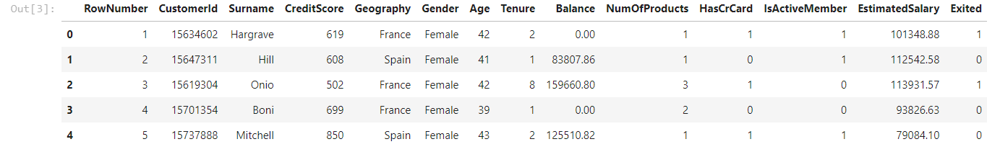 Out[3]: RowNumber CustomerId Surname CreditScore Geography Gender Age Tenure Balance NumOfProducts HasCrCard IsActiveMember EstimatedSalary Exited
0 1 15634602 Hargrave 619 France Female 42 2 0.00 1 1 1 101348.88 1
1 2 15647311 Hill 608 Spain Female 41 1 83807.86 1 0 1 112542.58 0
2 3 15619304 Onio 502 France Female 42 8 159660.80 3 1 0 113931.57 1
3 4 15701354 Boni 699 France Female 39 1 0.00 2 0 0 93826.63 0
4 5 15737888 Mitchell 850 Spain Female 43 2 125510.82 1 1 1 79084.10 0